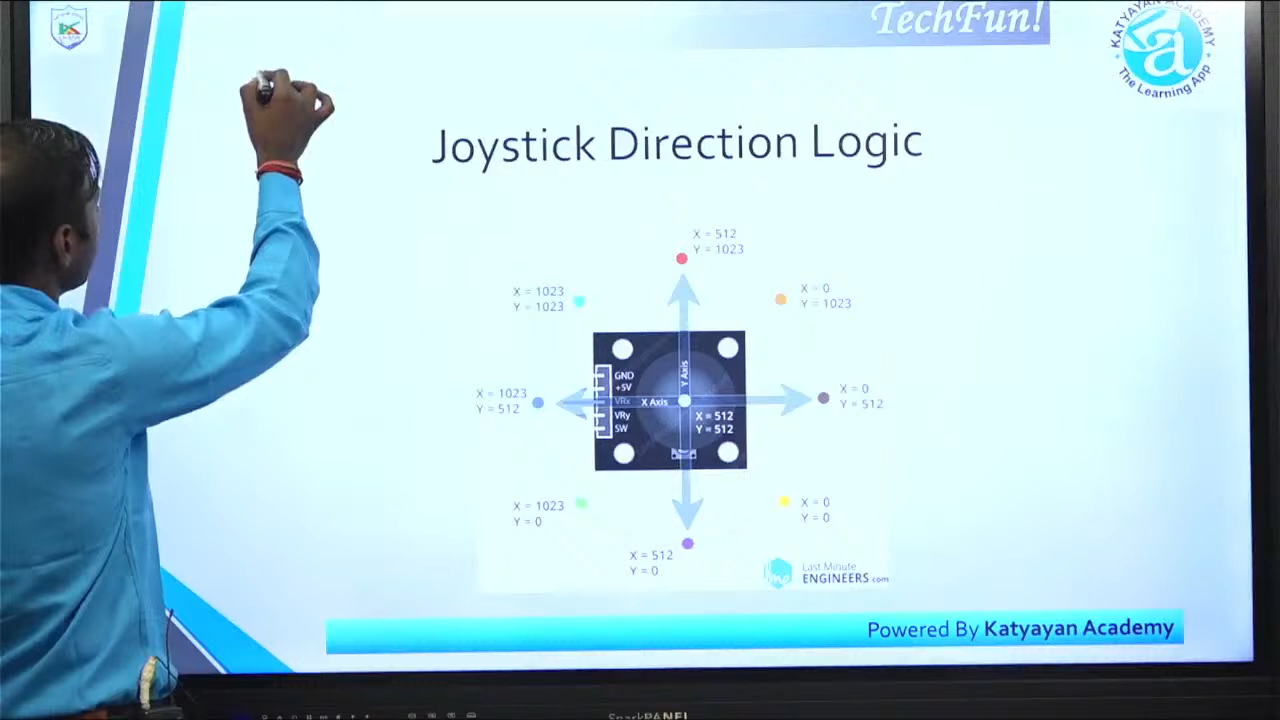 TechFun!
KATYAYAN ACADEMY
The Learning App
Joystick Direction Logic
X = 512
Y = 1023
X = 1023
Y = 1023
X = 0
Y = 1023
GND
+5V
VRx
VRy
SW
X Axis
Y Axis
X = 512
Y = 512
X = 1023
Y = 512
X = 0
Y = 512
X = 1023
Y = 0
X = 0
Y = 0
X = 512
Y = 0
Last Minute
ENGINEERS.com
Powered By Katyayan Academy
SparkPANEL